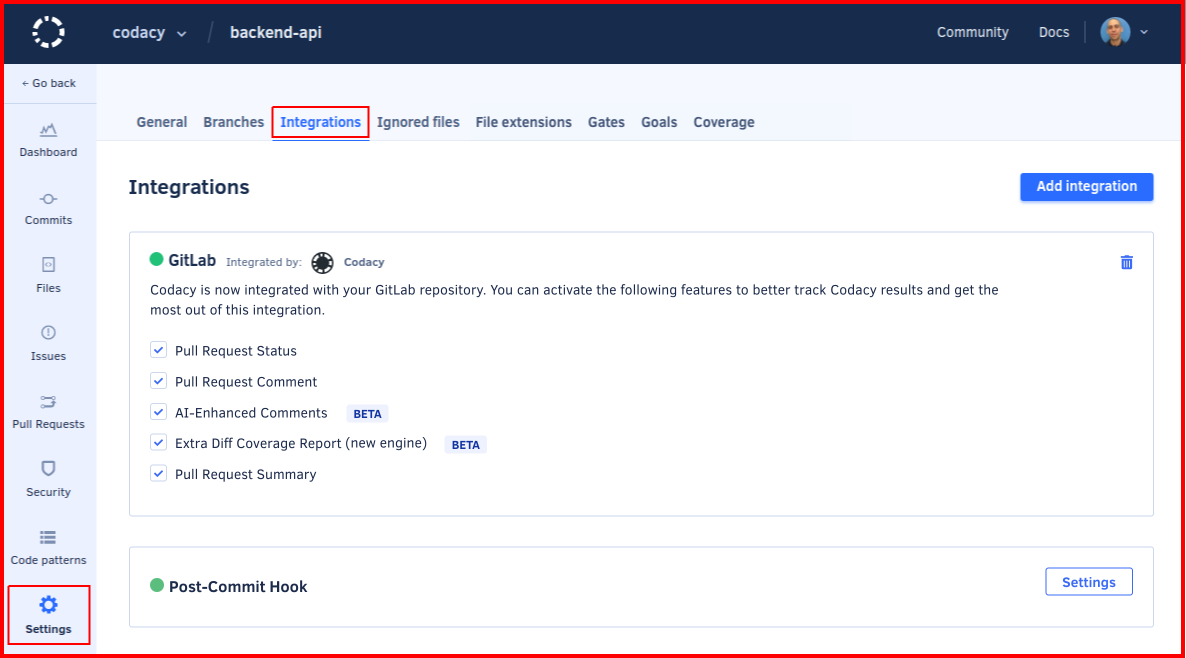 codacy / backend-api
Community Docs
← Go back
Dashboard
Commits
Files
Issues
Pull Requests
Security
Code patterns
Settings
General Branches Integrations Ignored files File extensions Gates Goals Coverage
Integrations
Add integration
GitLab Integrated by: Codacy
Codacy is now integrated with your GitLab repository. You can activate the following features to better track Codacy results and get the
most out of this integration.
Pull Request Status
Pull Request Comment
AI-Enhanced Comments BETA
Extra Diff Coverage Report (new engine) BETA
Pull Request Summary
Post-Commit Hook
Settings